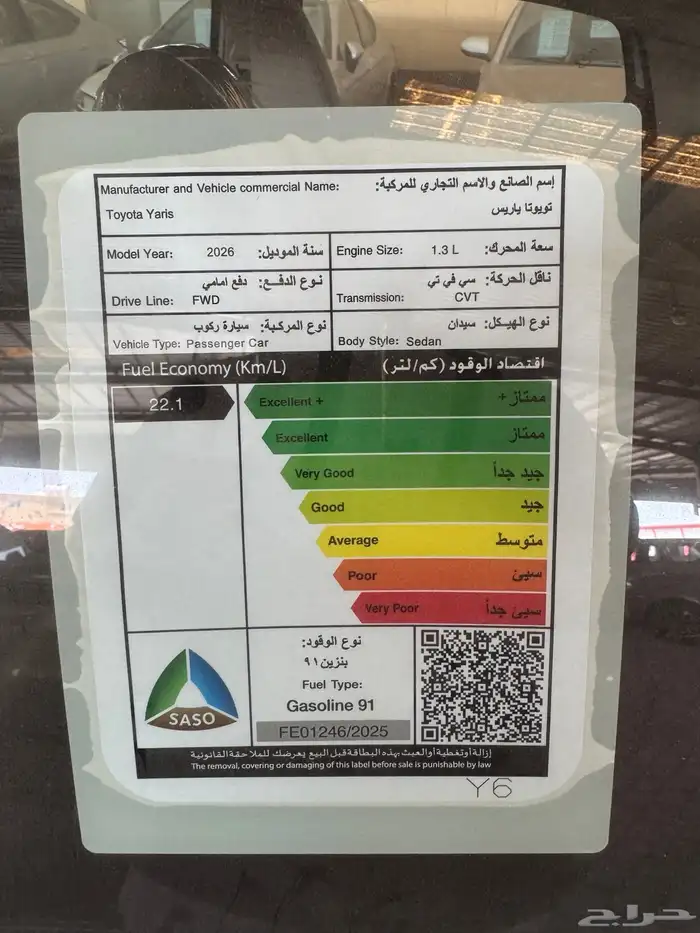 Manufacturer and Vehicle commercial Name: إسم الصانع والاسم التجاري للمركبة:
Toyota Yaris تويوتا ياريس
Model Year: 2026 سنة الموديل:
Engine Size: 1.3 L سعة المحرك:
نوع الدفـــع: دفع امامي
Drive Line: FWD
ناقل الحركة: سي في تي
Transmission: CVT
نوع المركبة: سيارة ركوب
Vehicle Type: Passenger Car
نوع الهيـكل: سيدان
Body Style: Sedan
Fuel Economy (Km/L) اقتصاد الوقود (كم/لتر)
22.1
Excellent + ممتاز +
Excellent ممتاز
Very Good جيد جداً
Good جيد
Average متوسط
Poor سيئ
Very Poor سيئ جداً
SASO
نوع الوقود:
بنزين ٩١
Fuel Type:
Gasoline 91
FE01246/2025
إزالة أوتغطية أوالعبث بهذه البطاقة قبل البيع يعرضك للملاحقة القانونية
The removal, covering or damaging of this label before sale is punishable by law
Y6
حراج